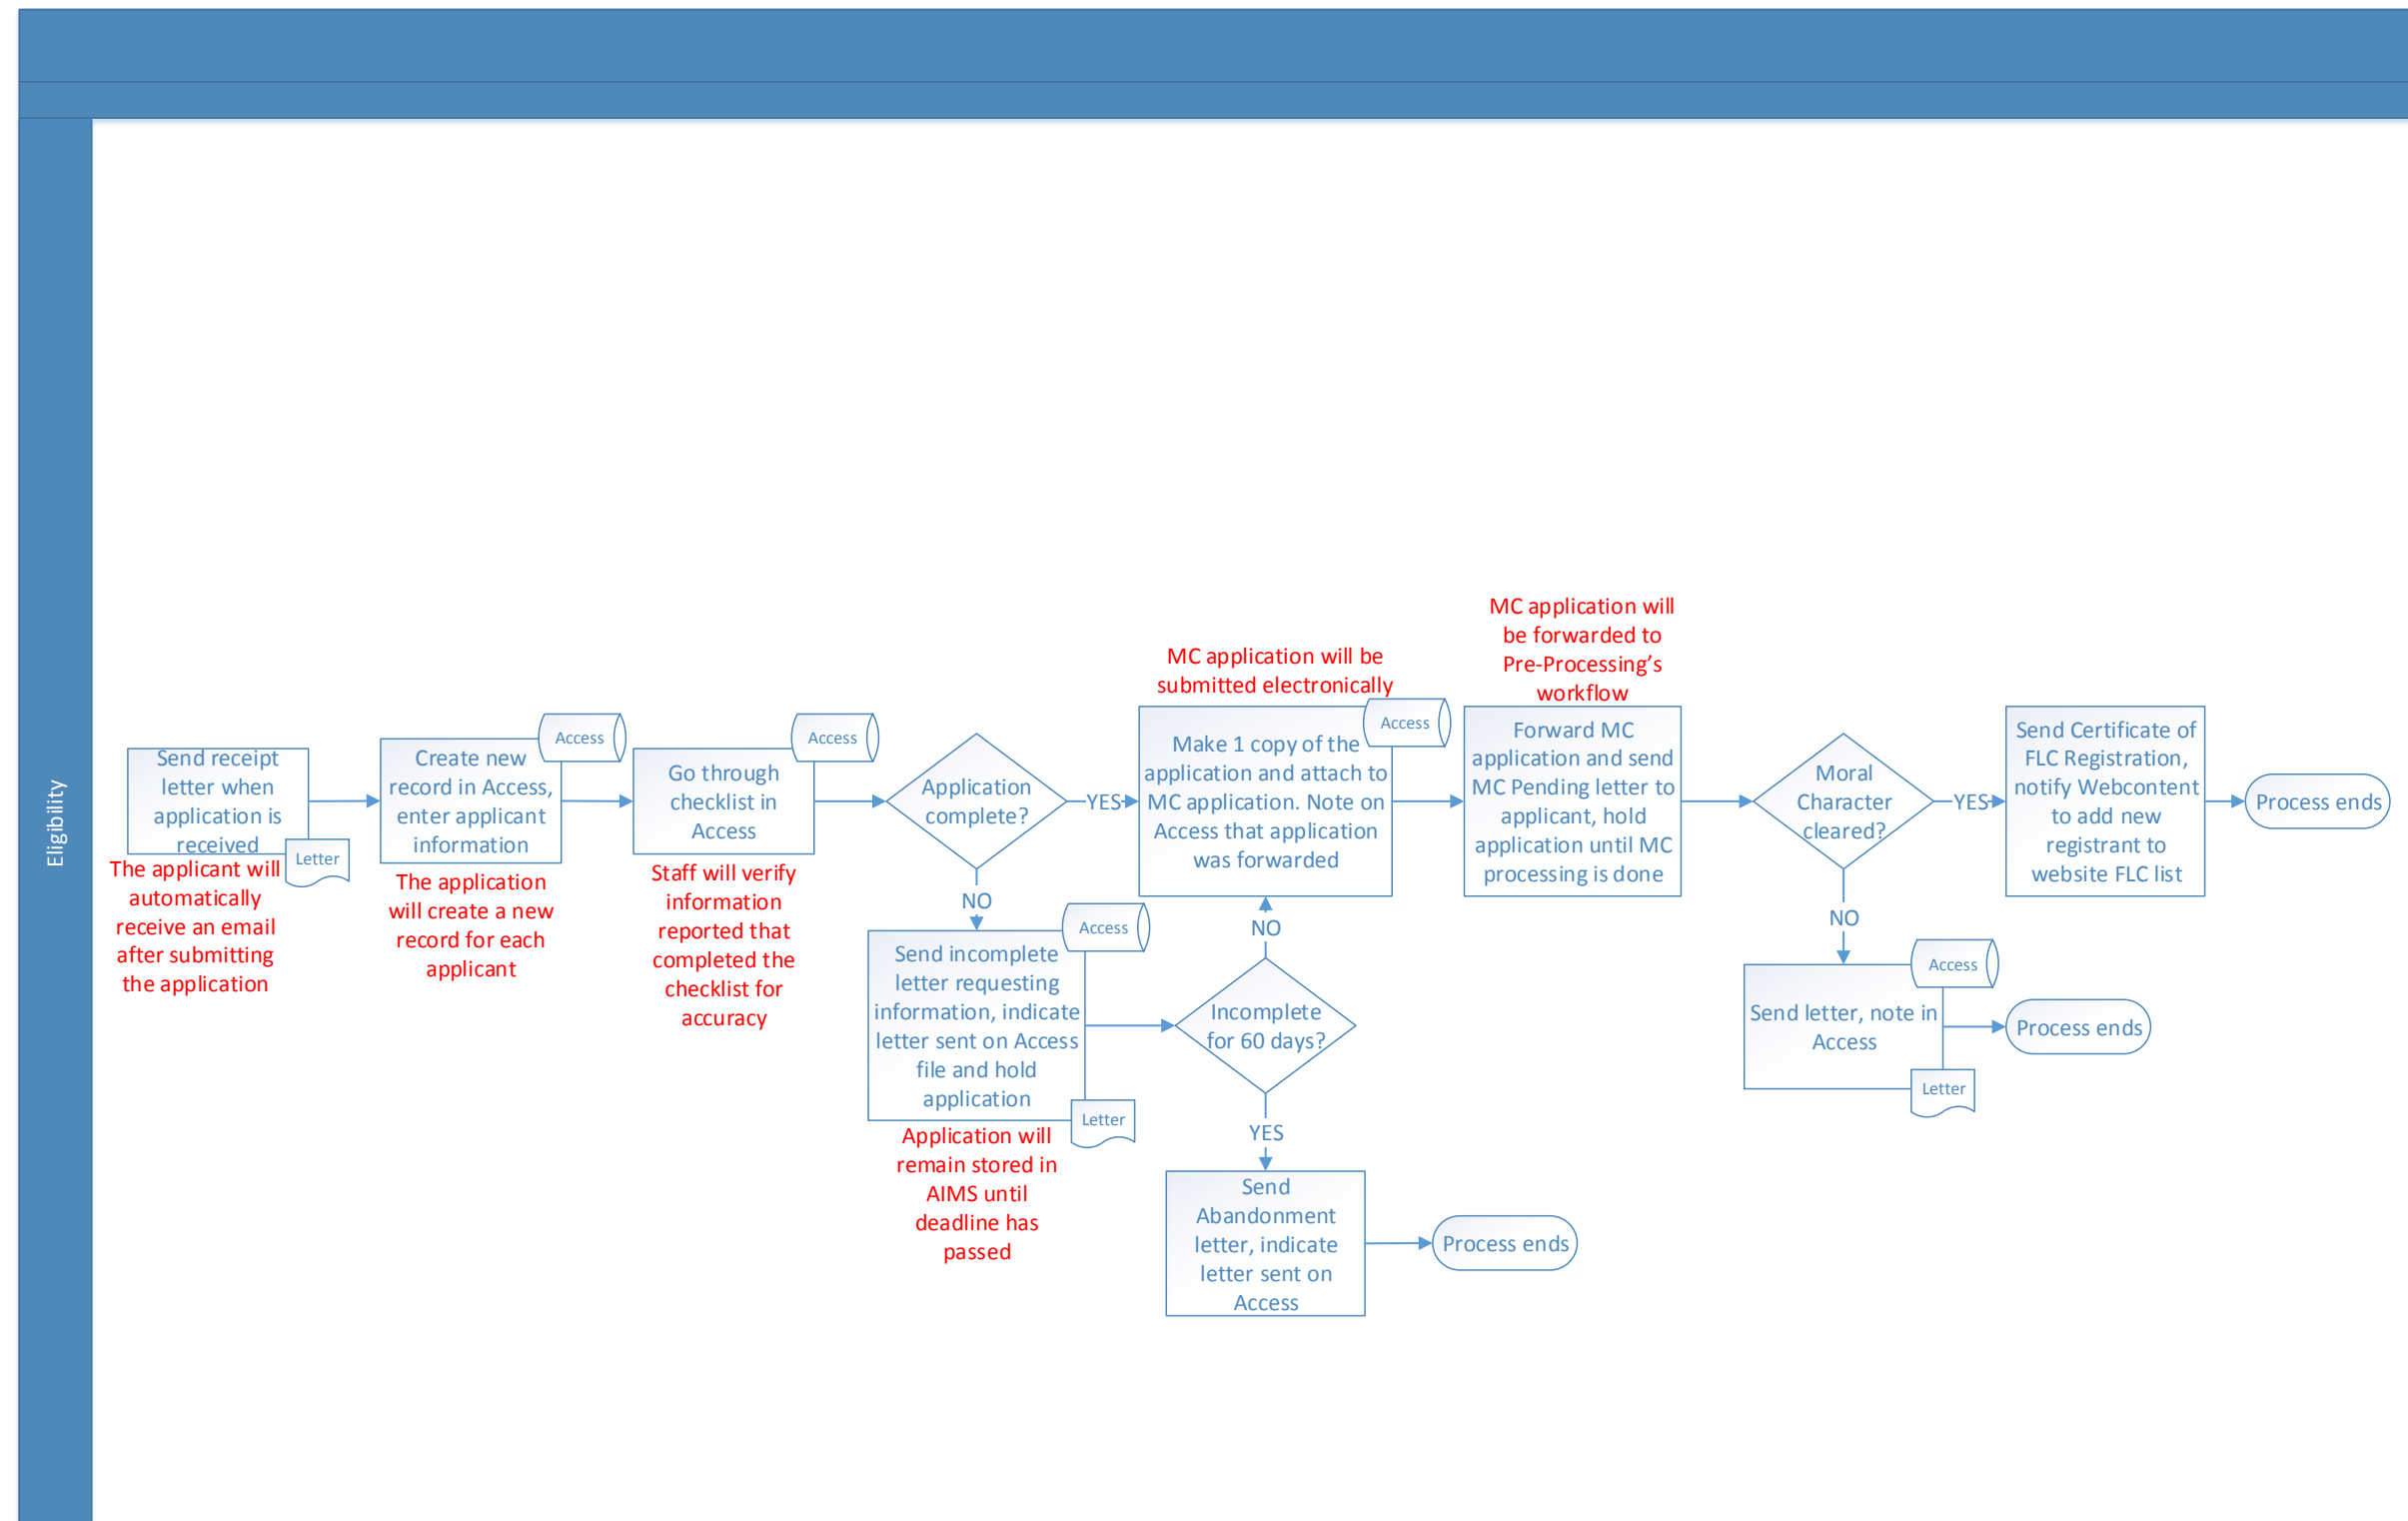 Eligibility
Send receipt
letter when
application is
received
Letter
The applicant will
automatically
receive an email
after submitting
the application
Create new
record in Access,
enter applicant
information
Access
The application
will create a new
record for each
applicant
Go through
checklist in
Access
Access
Staff will verify
information
reported that
completed the
checklist for
accuracy
Application
complete?
YES
NO
Send incomplete
letter requesting
information, indicate
letter sent on Access
file and hold
application
Access
Letter
Application will
remain stored in
AIMS until
deadline has
passed
MC application will be
submitted electronically
Make 1 copy of the
application and attach to
MC application. Note on
Access that application
was forwarded
Access
NO
Incomplete
for 60 days?
YES
Send
Abandonment
letter, indicate
letter sent on
Access
Process ends
MC application will
be forwarded to
Pre-Processing’s
workflow
Forward MC
application and send
MC Pending letter to
applicant, hold
application until MC
processing is done
Moral
Character
cleared?
YES
NO
Send letter, note in
Access
Access
Letter
Process ends
Send Certificate of
FLC Registration,
notify Webcontent
to add new
registrant to
website FLC list
Process ends